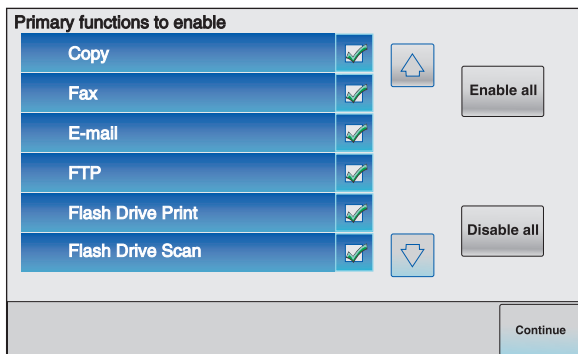 Primary functions to enable
Copy
Fax
E-mail
FTP
Flash Drive Print
Flash Drive Scan
Enable all
Disable all
Continue